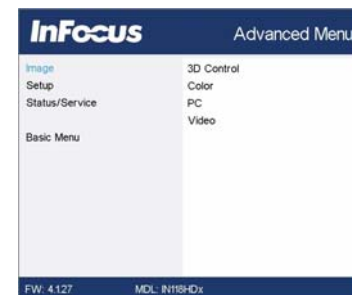 InFocus
Advanced Menu
Image
Setup
Status/Service
Basic Menu
3D Control
Color
PC
Video
FW: 4.127
MDL: IN118HDx